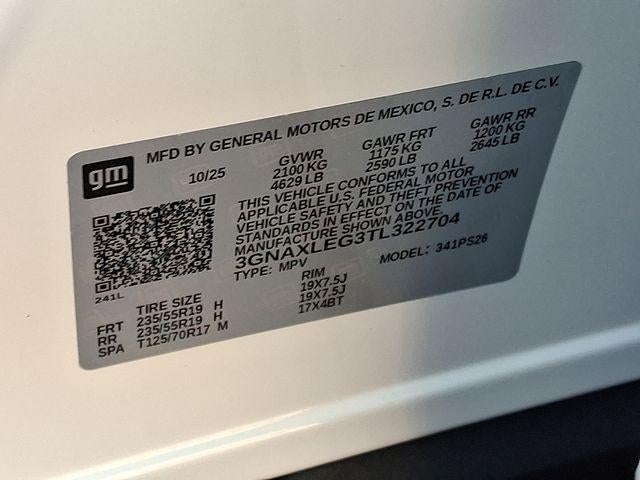 MFD BY GENERAL MOTORS DE MEXICO, S. DE R.L. DE C.V.
gm
10/25 GVWR GAWR FRT GAWR RR
2100 KG 1175 KG 1200 KG
4629 LB 2590 LB 2645 LB
THIS VEHICLE CONFORMS TO ALL
APPLICABLE U.S. FEDERAL MOTOR
VEHICLE SAFETY AND THEFT PREVENTION
STANDARDS IN EFFECT ON THE DATE OF
MANUFACTURE SHOWN ABOVE.
3GNAXLEG3TL322704
TYPE: MPV MODEL: 341PS26
241L
TIRE SIZE RIM
FRT 235/55R19 H 19X7.5J
RR 235/55R19 H 19X7.5J
SPA T125/70R17 M 17X4BT